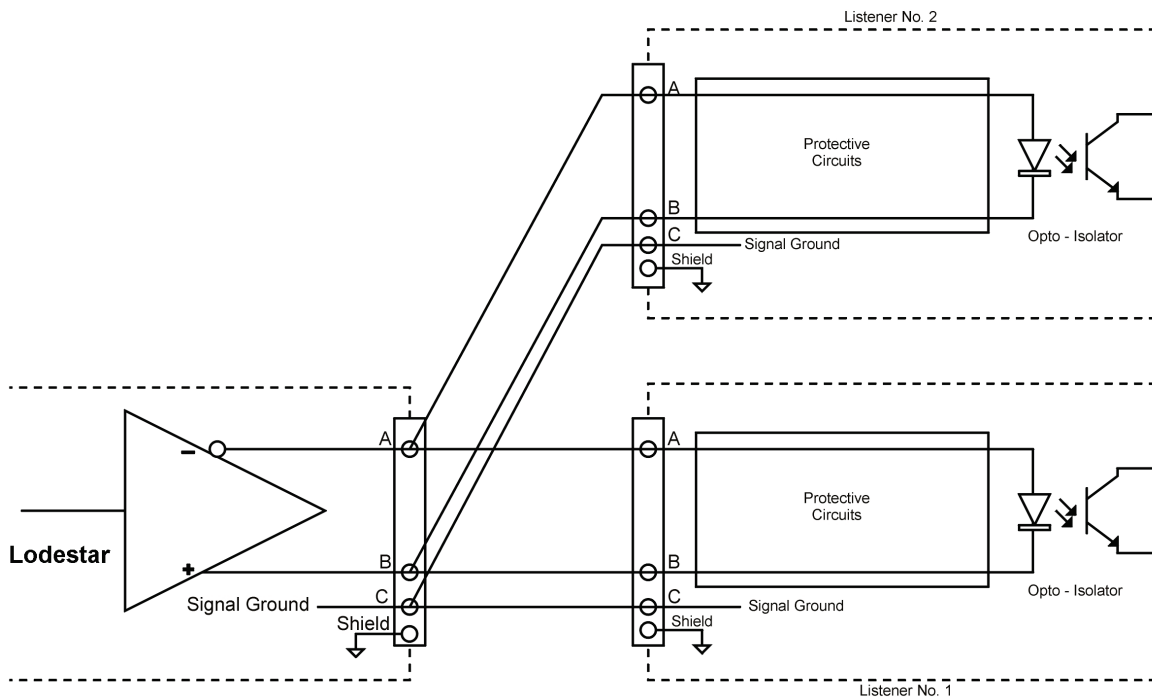 Listener No. 2
A
Protective
Circuits
B
C
Signal Ground
Shield
Opto - Isolator
A
-
Lodestar
+
B
C
Signal Ground
Shield
A
Protective
Circuits
B
C
Signal Ground
Shield
Opto - Isolator
Listener No. 1